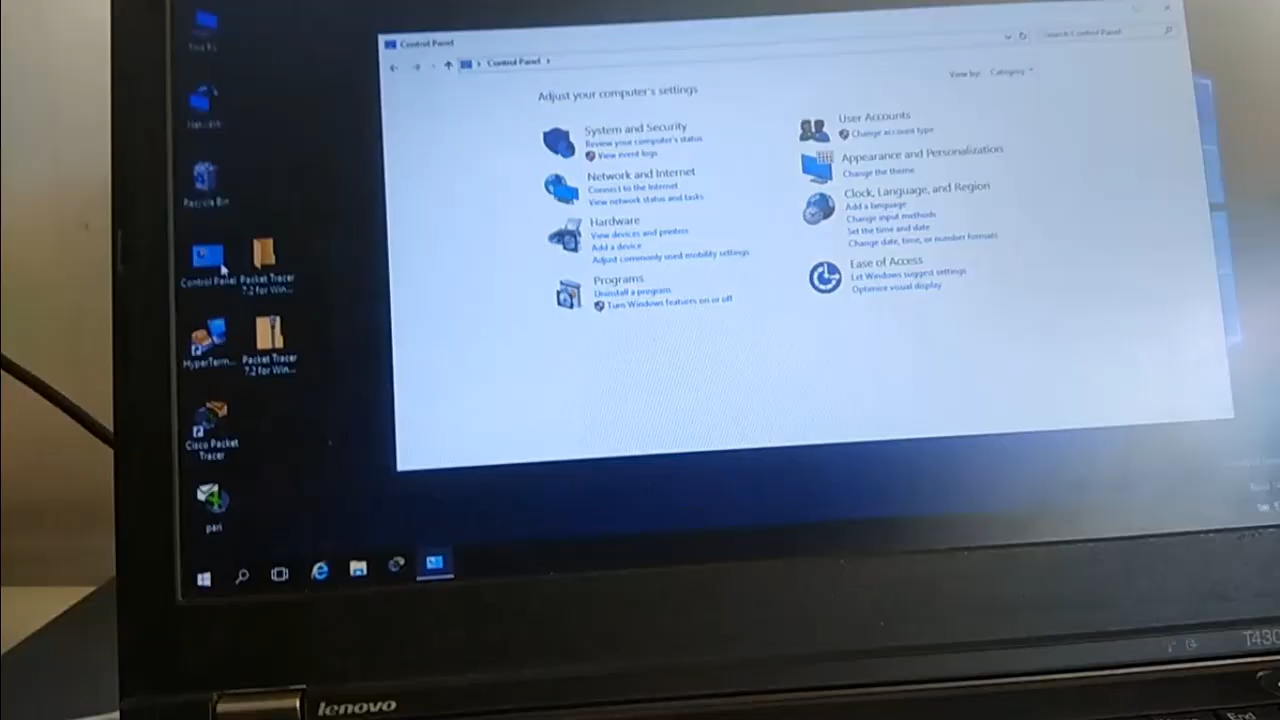 Control Panel
Control Panel
Search Control Panel
View by: Category
Adjust your computer's settings
System and Security
Review your computer's status
View event logs
Network and Internet
Connect to the Internet
View network status and tasks
Hardware
View devices and printers
Add a device
Adjust commonly used mobility settings
Programs
Uninstall a program
Turn Windows features on or off
User Accounts
Change account type
Appearance and Personalization
Change the theme
Clock, Language, and Region
Add a language
Change input methods
Set the time and date
Change date, time, or number formats
Ease of Access
Let Windows suggest settings
Optimize visual display
This PC
Network
Recycle Bin
Control Panel
Packet Tracer
7.2 for Win...
HyperTerm...
Packet Tracer
7.2 for Win...
Cisco Packet
Tracer
pari
lenovo
T430
End